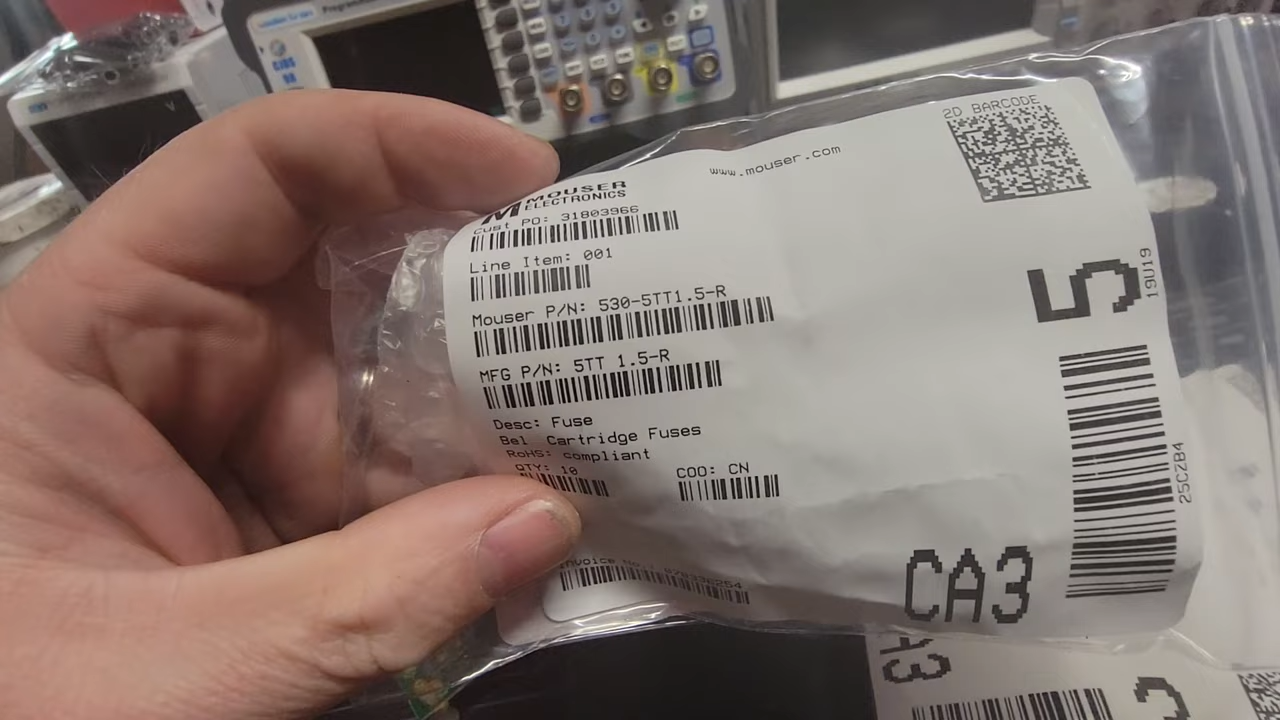 2D BARCODE
www.mouser.com
MOUSER
ELECTRONICS
Cust PO: 31803966
Line Item: 001
Mouser P/N: 530-5TT1.5-R
MFG P/N: 5TT 1.5-R
Desc: Fuse
Bel Cartridge Fuses
RoHS: compliant
QTY: 10
COO: CN
5
19U19
25CZB4
CA3